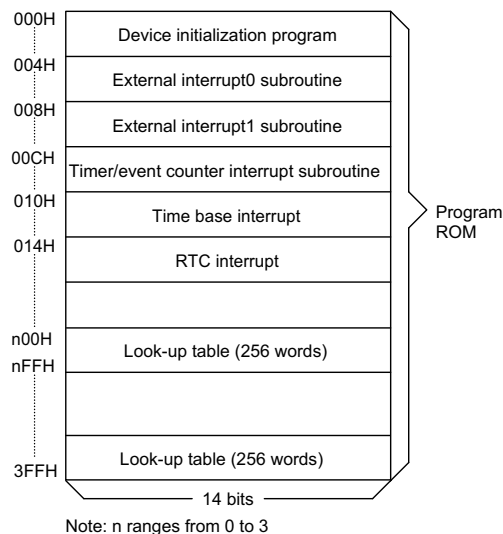 000H
Device initialization program
004H
External interrupt0 subroutine
008H
External interrupt1 subroutine
00CH
Timer/event counter interrupt subroutine
010H
Time base interrupt
Program
ROM
014H
RTC interrupt
n00H
Look-up table (256 words)
nFFH
Look-up table (256 words)
3FFH
14 bits
Note: n ranges from 0 to 3